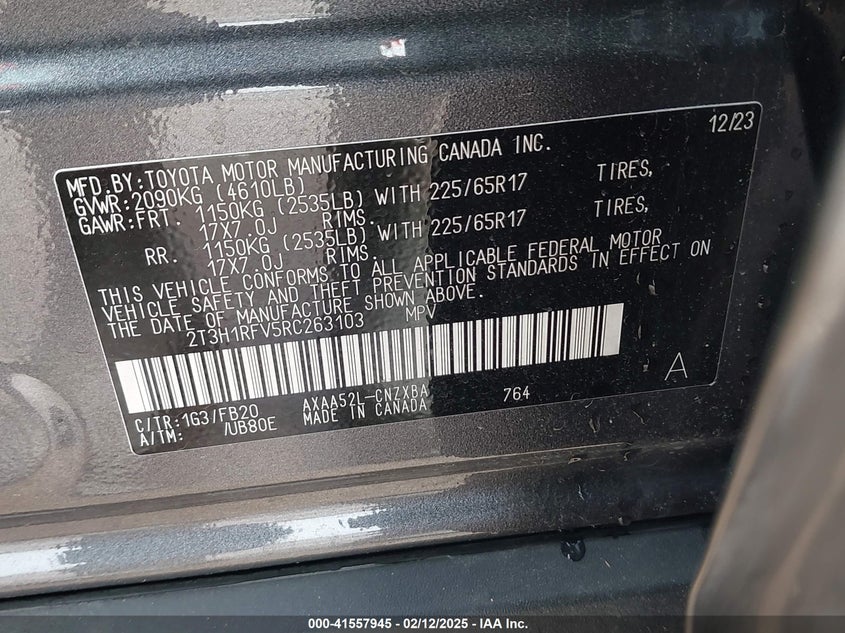 12/23
MFD.BY:TOYOTA MOTOR MANUFACTURING CANADA INC.
GVWR:2090KG (4610LB)
GAWR:FRT. 1150KG (2535LB) WITH 225/65R17 TIRES,
17X7.0J RIMS.
RR. 1150KG (2535LB) WITH 225/65R17 TIRES,
17X7.0J RIMS.
THIS VEHICLE CONFORMS TO ALL APPLICABLE FEDERAL MOTOR
VEHICLE SAFETY AND THEFT PREVENTION STANDARDS IN EFFECT ON
THE DATE OF MANUFACTURE SHOWN ABOVE.
2T3H1RFV5RC263103 MPV
A
C/TR:1G3/FB20 AXAA52L-CNZXBA 764
A/TM: /UB80E MADE IN CANADA
000-41557945 - 02/12/2025 - IAA Inc.